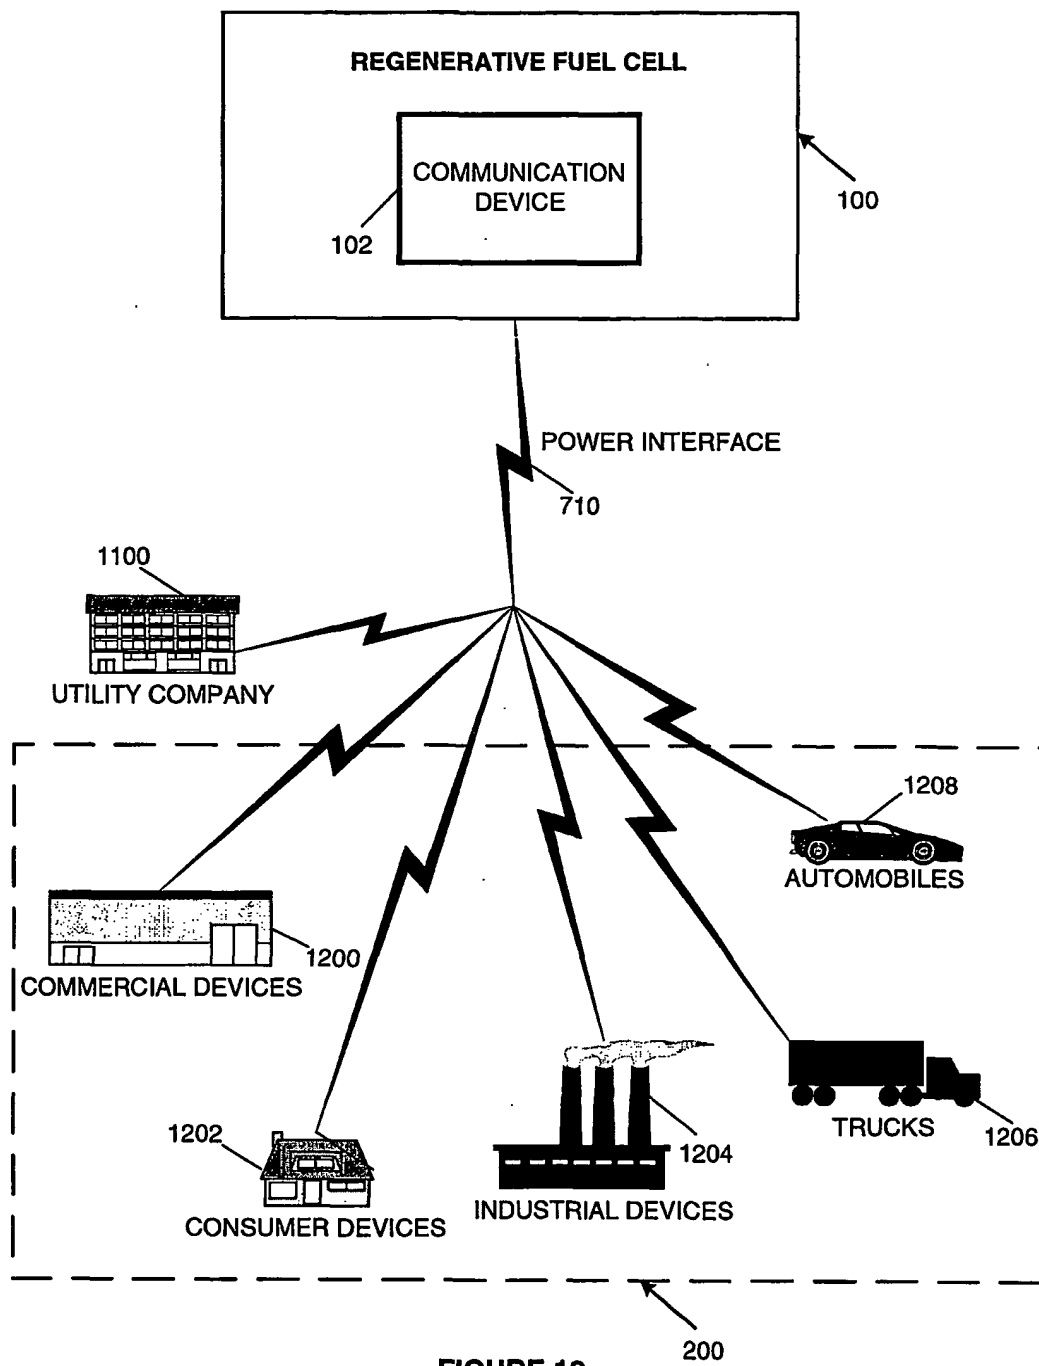 REGENERATIVE FUEL CELL
COMMUNICATION
DEVICE
100
102
POWER INTERFACE
710
1100
UTILITY COMPANY
1208
AUTOMOBILES
1200
COMMERCIAL DEVICES
TRUCKS
1206
1202
1204
CONSUMER DEVICES
INDUSTRIAL DEVICES
200